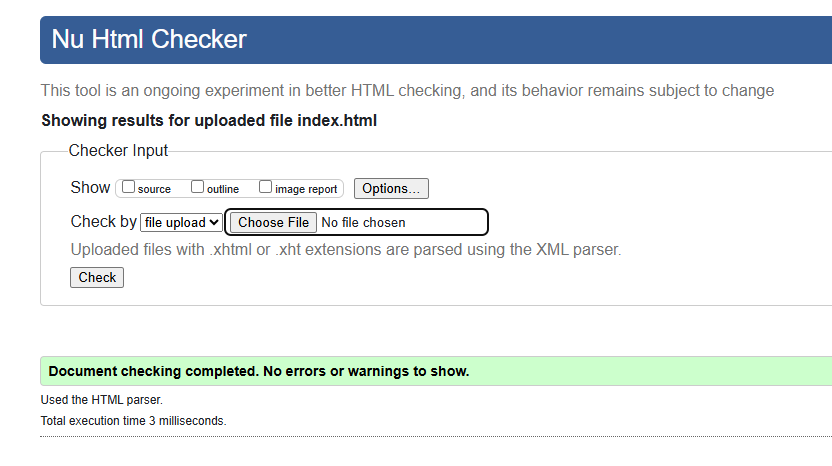 Nu Html Checker
This tool is an ongoing experiment in better HTML checking, and its behavior remains subject to change
Showing results for uploaded file index.html
Checker Input
Show source outline image report Options...
Check by file upload Choose File No file chosen
Uploaded files with .xhtml or .xht extensions are parsed using the XML parser.
Check
Document checking completed. No errors or warnings to show.
Used the HTML parser.
Total execution time 3 milliseconds.